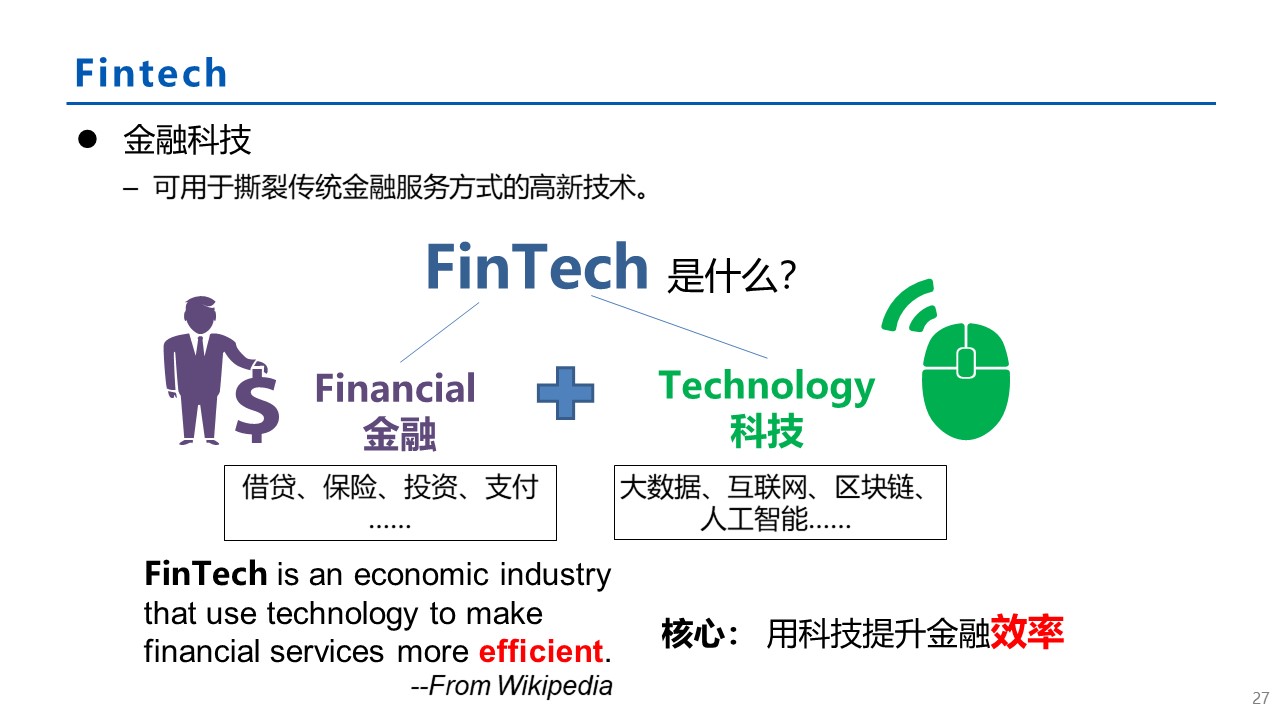 Fintech
● 金融科技
– 可用于撕裂传统金融服务方式的高新技术。
FinTech 是什么?
Financial
金融
Technology
科技
借贷、保险、投资、支付
……
大数据、互联网、区块链、
人工智能……
FinTech is an economic industry
that use technology to make
financial services more efficient.
--From Wikipedia
核心： 用科技提升金融效率
27